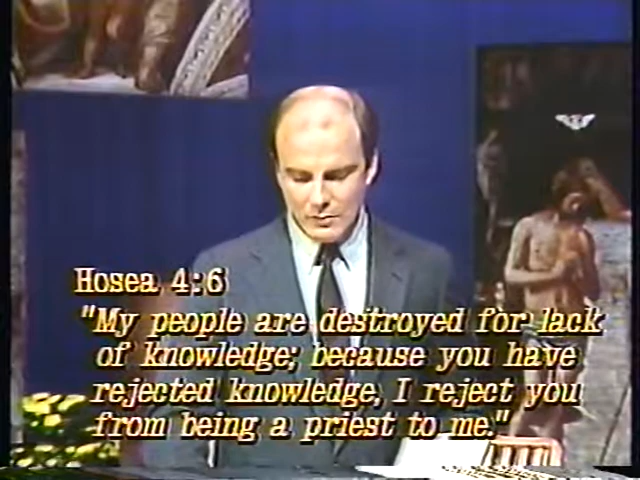 Hosea 4:6
"My people are destroyed for lack
of knowledge; because you have
rejected knowledge, I reject you
from being a priest to me."